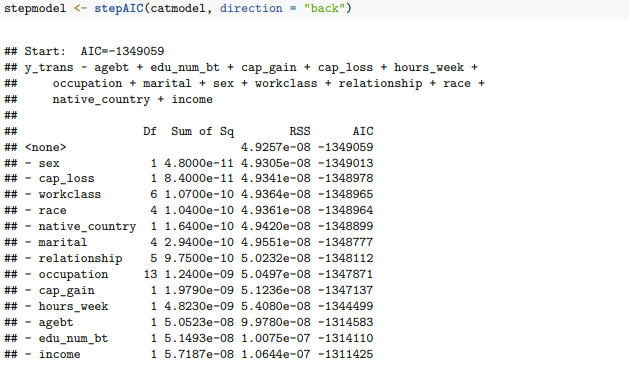 stepmodel <- stepAIC(catmodel, direction = "back")
## Start:  AIC=-1349059
## y_trans ~ agebt + edu_num_bt + cap_gain + cap_loss + hours_week +
##     occupation + marital + sex + workclass + relationship + race +
##     native_country + income
##
##                  Df  Sum of Sq        RSS      AIC
## <none>                         4.9257e-08 -1349059
## - sex             1 4.8000e-11 4.9305e-08 -1349013
## - cap_loss        1 8.4000e-11 4.9341e-08 -1348978
## - workclass       6 1.0700e-10 4.9364e-08 -1348965
## - race            4 1.0400e-10 4.9361e-08 -1348964
## - native_country  1 1.6400e-10 4.9420e-08 -1348899
## - marital         4 2.9400e-10 4.9551e-08 -1348777
## - relationship    5 9.7500e-10 5.0232e-08 -1348112
## - occupation     13 1.2400e-09 5.0497e-08 -1347871
## - cap_gain        1 1.9790e-09 5.1236e-08 -1347137
## - hours_week      1 4.8230e-09 5.4080e-08 -1344499
## - agebt           1 5.0523e-08 9.9780e-08 -1314583
## - edu_num_bt      1 5.1493e-08 1.0075e-07 -1314110
## - income          1 5.7187e-08 1.0644e-07 -1311425